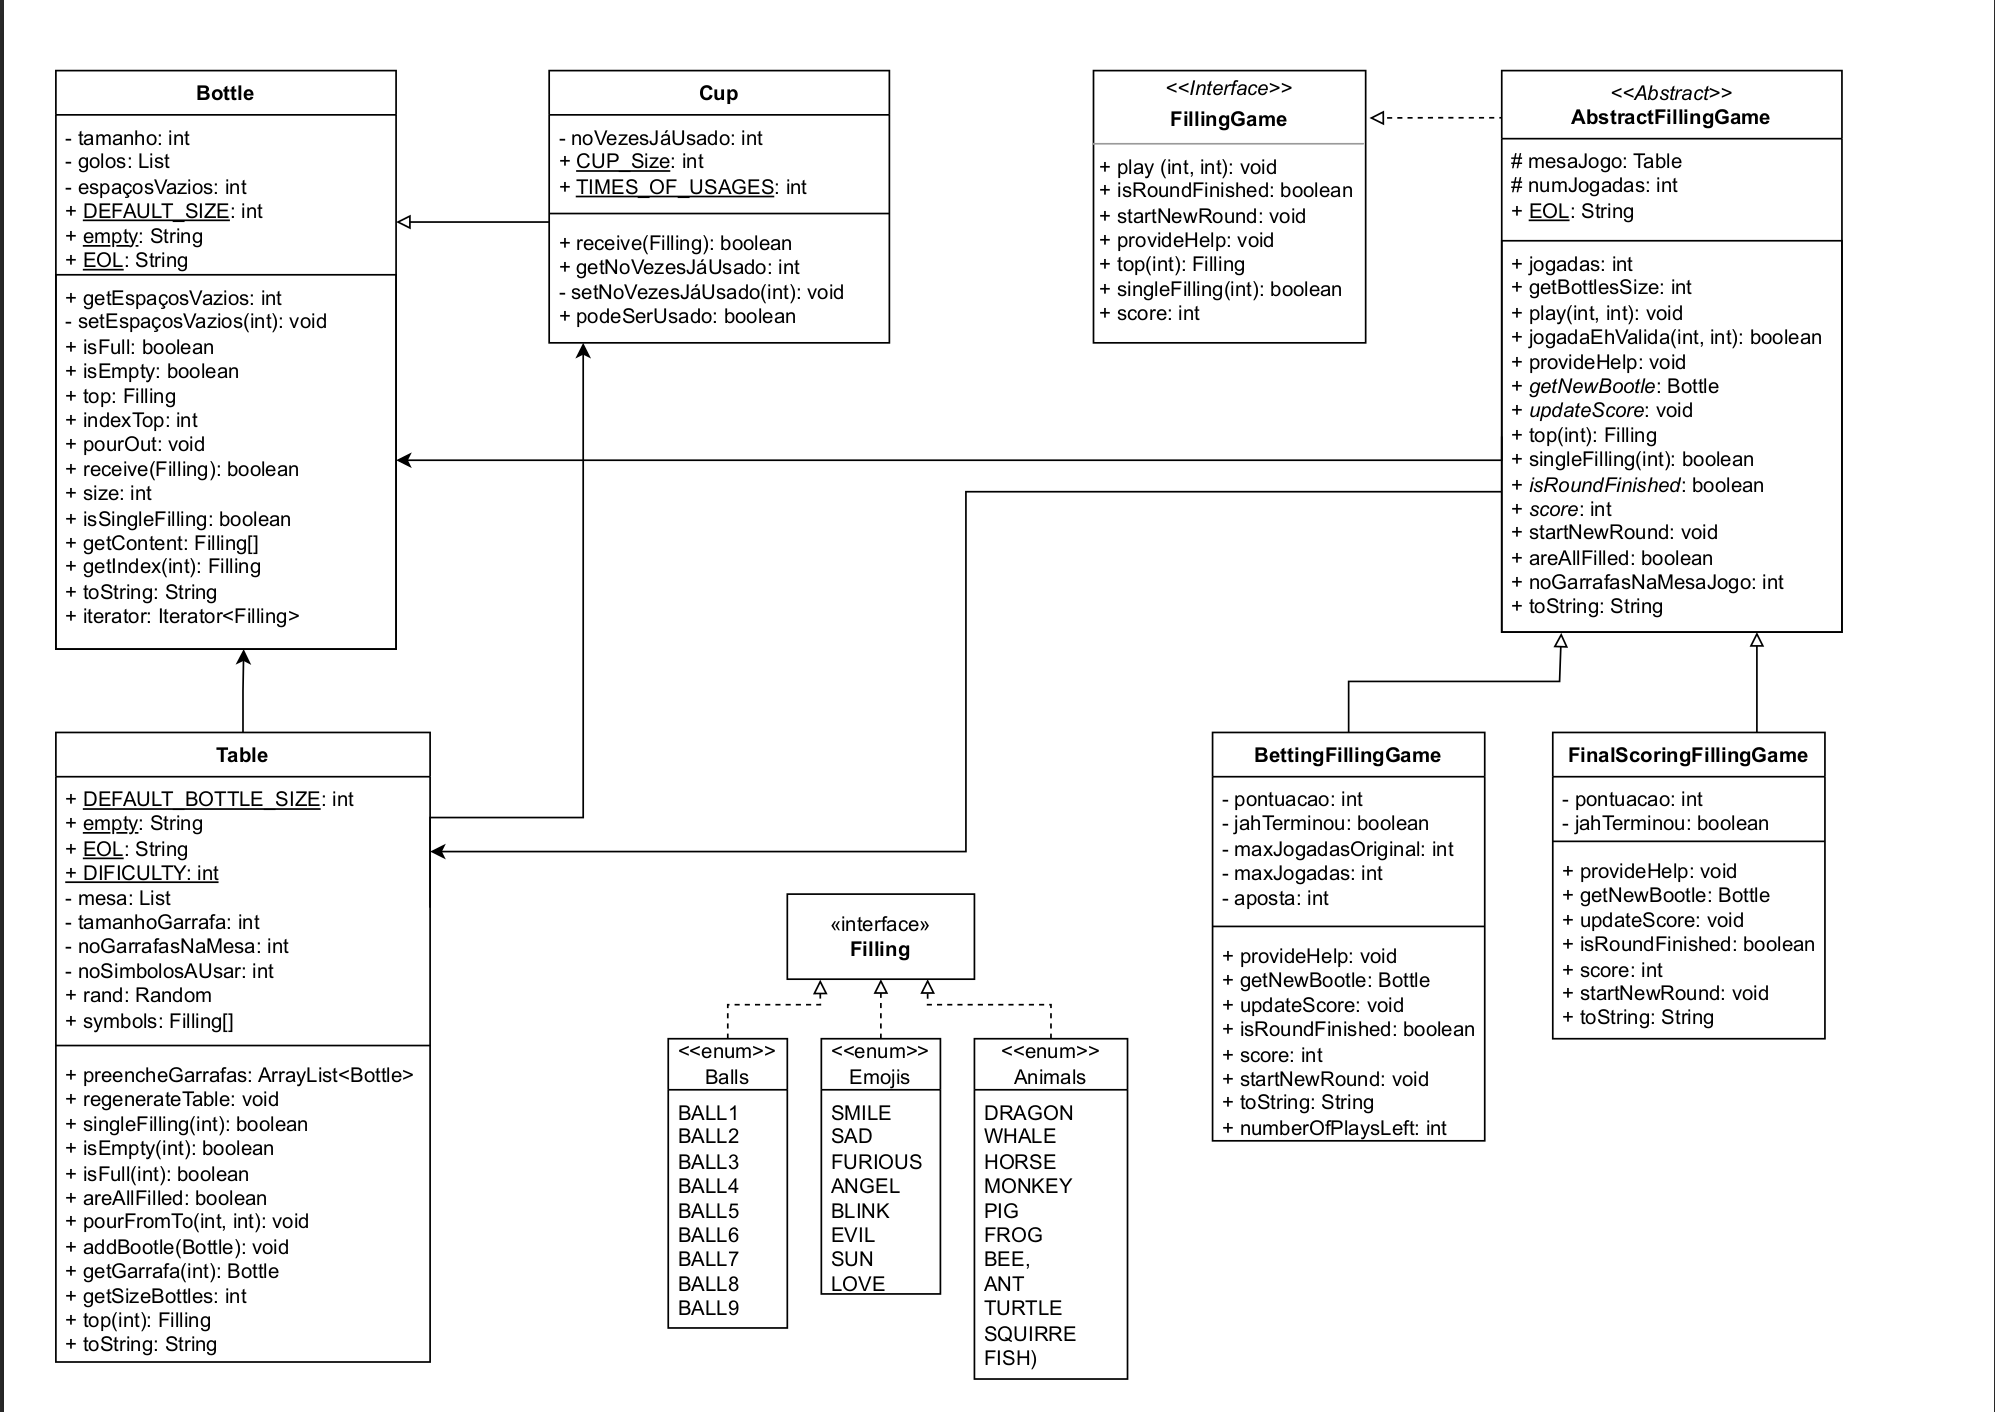 Bottle
- tamanho: int
- golos: List
- espaçosVazios: int
+ DEFAULT_SIZE: int
+ empty: String
+ EOL: String
+ getEspaçosVazios: int
- setEspaçosVazios(int): void
+ isFull: boolean
+ isEmpty: boolean
+ top: Filling
+ indexTop: int
+ pourOut: void
+ receive(Filling): boolean
+ size: int
+ isSingleFilling: boolean
+ getContent: Filling[]
+ getIndex(int): Filling
+ toString: String
+ iterator: Iterator<Filling>
Cup
- noVezesJáUsado: int
+ CUP_Size: int
+ TIMES_OF_USAGES: int
+ receive(Filling): boolean
+ getNoVezesJáUsado: int
- setNoVezesJáUsado(int): void
+ podeSerUsado: boolean
<<Interface>>
FillingGame
+ play (int, int): void
+ isRoundFinished: boolean
+ startNewRound: void
+ provideHelp: void
+ top(int): Filling
+ singleFilling(int): boolean
+ score: int
<<Abstract>>
AbstractFillingGame
# mesaJogo: Table
# numJogadas: int
+ EOL: String
+ jogadas: int
+ getBottlesSize: int
+ play(int, int): void
+ jogadaEhValida(int, int): boolean
+ provideHelp: void
+ getNewBootle: Bottle
+ updateScore: void
+ top(int): Filling
+ singleFilling(int): boolean
+ isRoundFinished: boolean
+ score: int
+ startNewRound: void
+ areAllFilled: boolean
+ noGarrafasNaMesaJogo: int
+ toString: String
Table
+ DEFAULT_BOTTLE_SIZE: int
+ empty: String
+ EOL: String
+ DIFICULTY: int
- mesa: List
- tamanhoGarrafa: int
- noGarrafasNaMesa: int
- noSimbolosAUsar: int
+ rand: Random
+ symbols: Filling[]
+ preencheGarrafas: ArrayList<Bottle>
+ regenerateTable: void
+ singleFilling(int): boolean
+ isEmpty(int): boolean
+ isFull(int): boolean
+ areAllFilled: boolean
+ pourFromTo(int, int): void
+ addBootle(Bottle): void
+ getGarrafa(int): Bottle
+ getSizeBottles: int
+ top(int): Filling
+ toString: String
«interface»
Filling
<<enum>>
Balls
BALL1
BALL2
BALL3
BALL4
BALL5
BALL6
BALL7
BALL8
BALL9
<<enum>>
Emojis
SMILE
SAD
FURIOUS
ANGEL
BLINK
EVIL
SUN
LOVE
<<enum>>
Animals
DRAGON
WHALE
HORSE
MONKEY
PIG
FROG
BEE,
ANT
TURTLE
SQUIRRE
FISH)
BettingFillingGame
- pontuacao: int
- jahTerminou: boolean
- maxJogadasOriginal: int
- maxJogadas: int
- aposta: int
+ provideHelp: void
+ getNewBootle: Bottle
+ updateScore: void
+ isRoundFinished: boolean
+ score: int
+ startNewRound: void
+ toString: String
+ numberOfPlaysLeft: int
FinalScoringFillingGame
- pontuacao: int
- jahTerminou: boolean
+ provideHelp: void
+ getNewBootle: Bottle
+ updateScore: void
+ isRoundFinished: boolean
+ score: int
+ startNewRound: void
+ toString: String